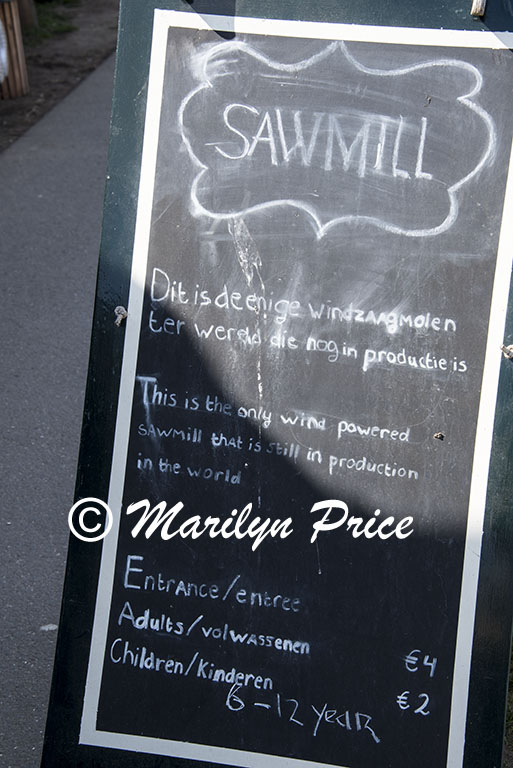 SAWMILL
Dit is de enige windzaagmolen
ter wereld die nog in productie is
This is the only wind powered
sawmill that is still in production
in the world
© Marilyn Price
Entrance/entree
Adults/volwassenen €4
Children/Kinderen €2
6-12 year